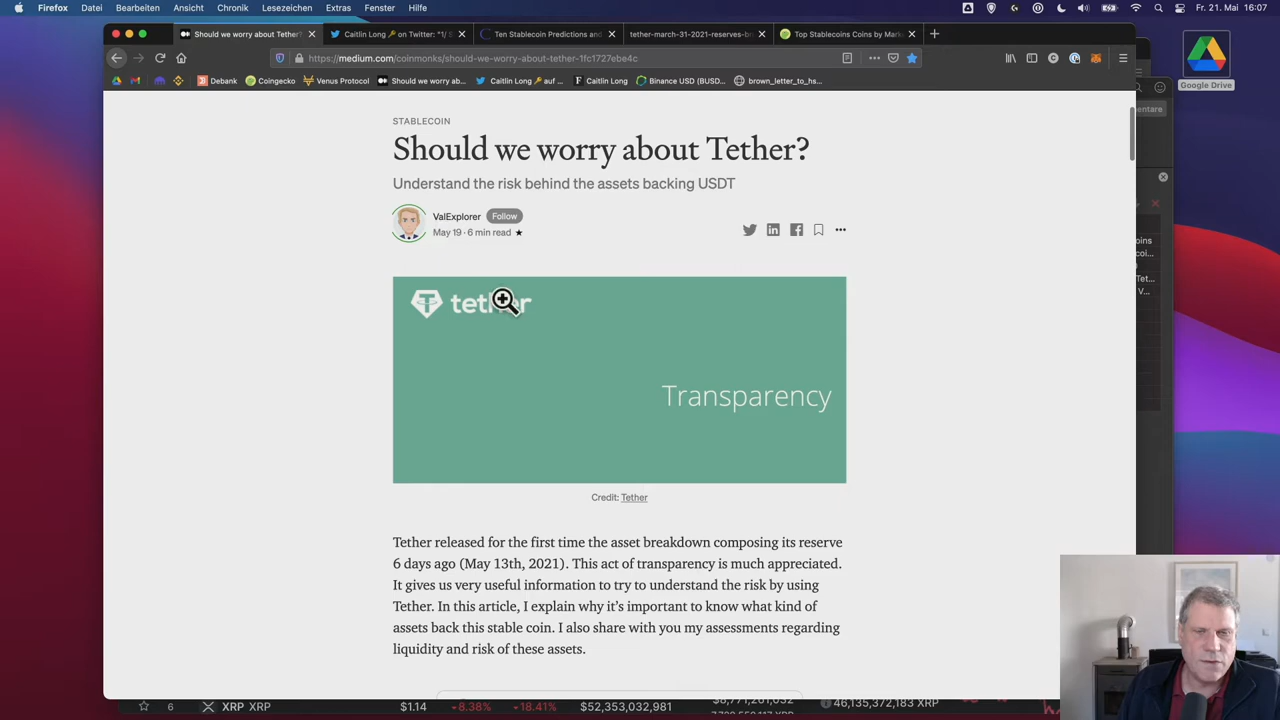 Firefox Datei Bearbeiten Ansicht Chronik Lesezeichen Extras Fenster Hilfe Fr. 21. Mai 16:07
Should we worry about Tether? Caitlin Long on Twitter: "1/ Ten Stablecoin Predictions and tether-march-31-2021-reserves-br Top Stablecoins Coins by Mark
https://medium.com/coinmonks/should-we-worry-about-tether-1fc1727ebe4c
Debank Coingecko Venus Protocol Should we worry ab... Caitlin Long auf ... Caitlin Long Binance USD (BUSD... brown_letter_to_hs...
Google Drive
STABLECOIN
Should we worry about Tether?
Understand the risk behind the assets backing USDT
ValExplorer Follow
May 19 · 6 min read ★
tether
Transparency
Credit: Tether
Tether released for the first time the asset breakdown composing its reserve
6 days ago (May 13th, 2021). This act of transparency is much appreciated.
It gives us very useful information to try to understand the risk by using
Tether. In this article, I explain why it's important to know what kind of
assets back this stable coin. I also share with you my assessments regarding
liquidity and risk of these assets.
6 XRP XRP $1.14 -8.38% -18.41% $52,353,032,981 46,135,372,183 XRP